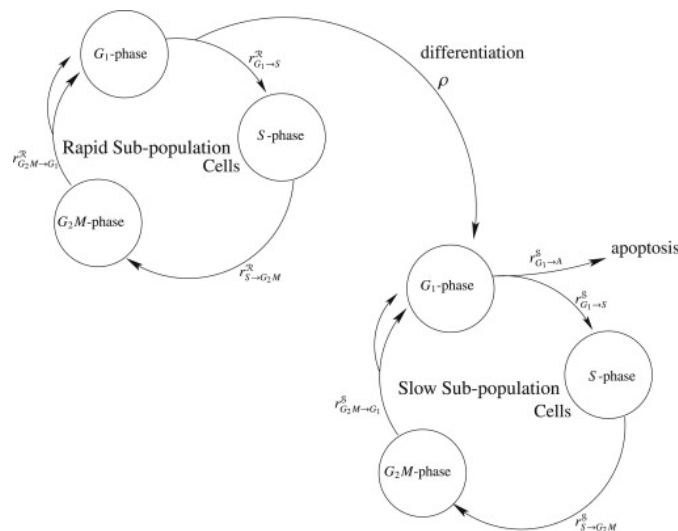 G₁-phase
r^ℛ_{G₁→S}
differentiation
ρ
S-phase
Rapid Sub-population
Cells
r^ℛ_{G₂M→G₁}
G₂M-phase
r^ℛ_{S→G₂M}
r^𝕊_{G₁→A}
apoptosis
G₁-phase
r^𝕊_{G₁→S}
S-phase
Slow Sub-population
Cells
r^𝕊_{G₂M→G₁}
G₂M-phase
r^𝕊_{S→G₂M}